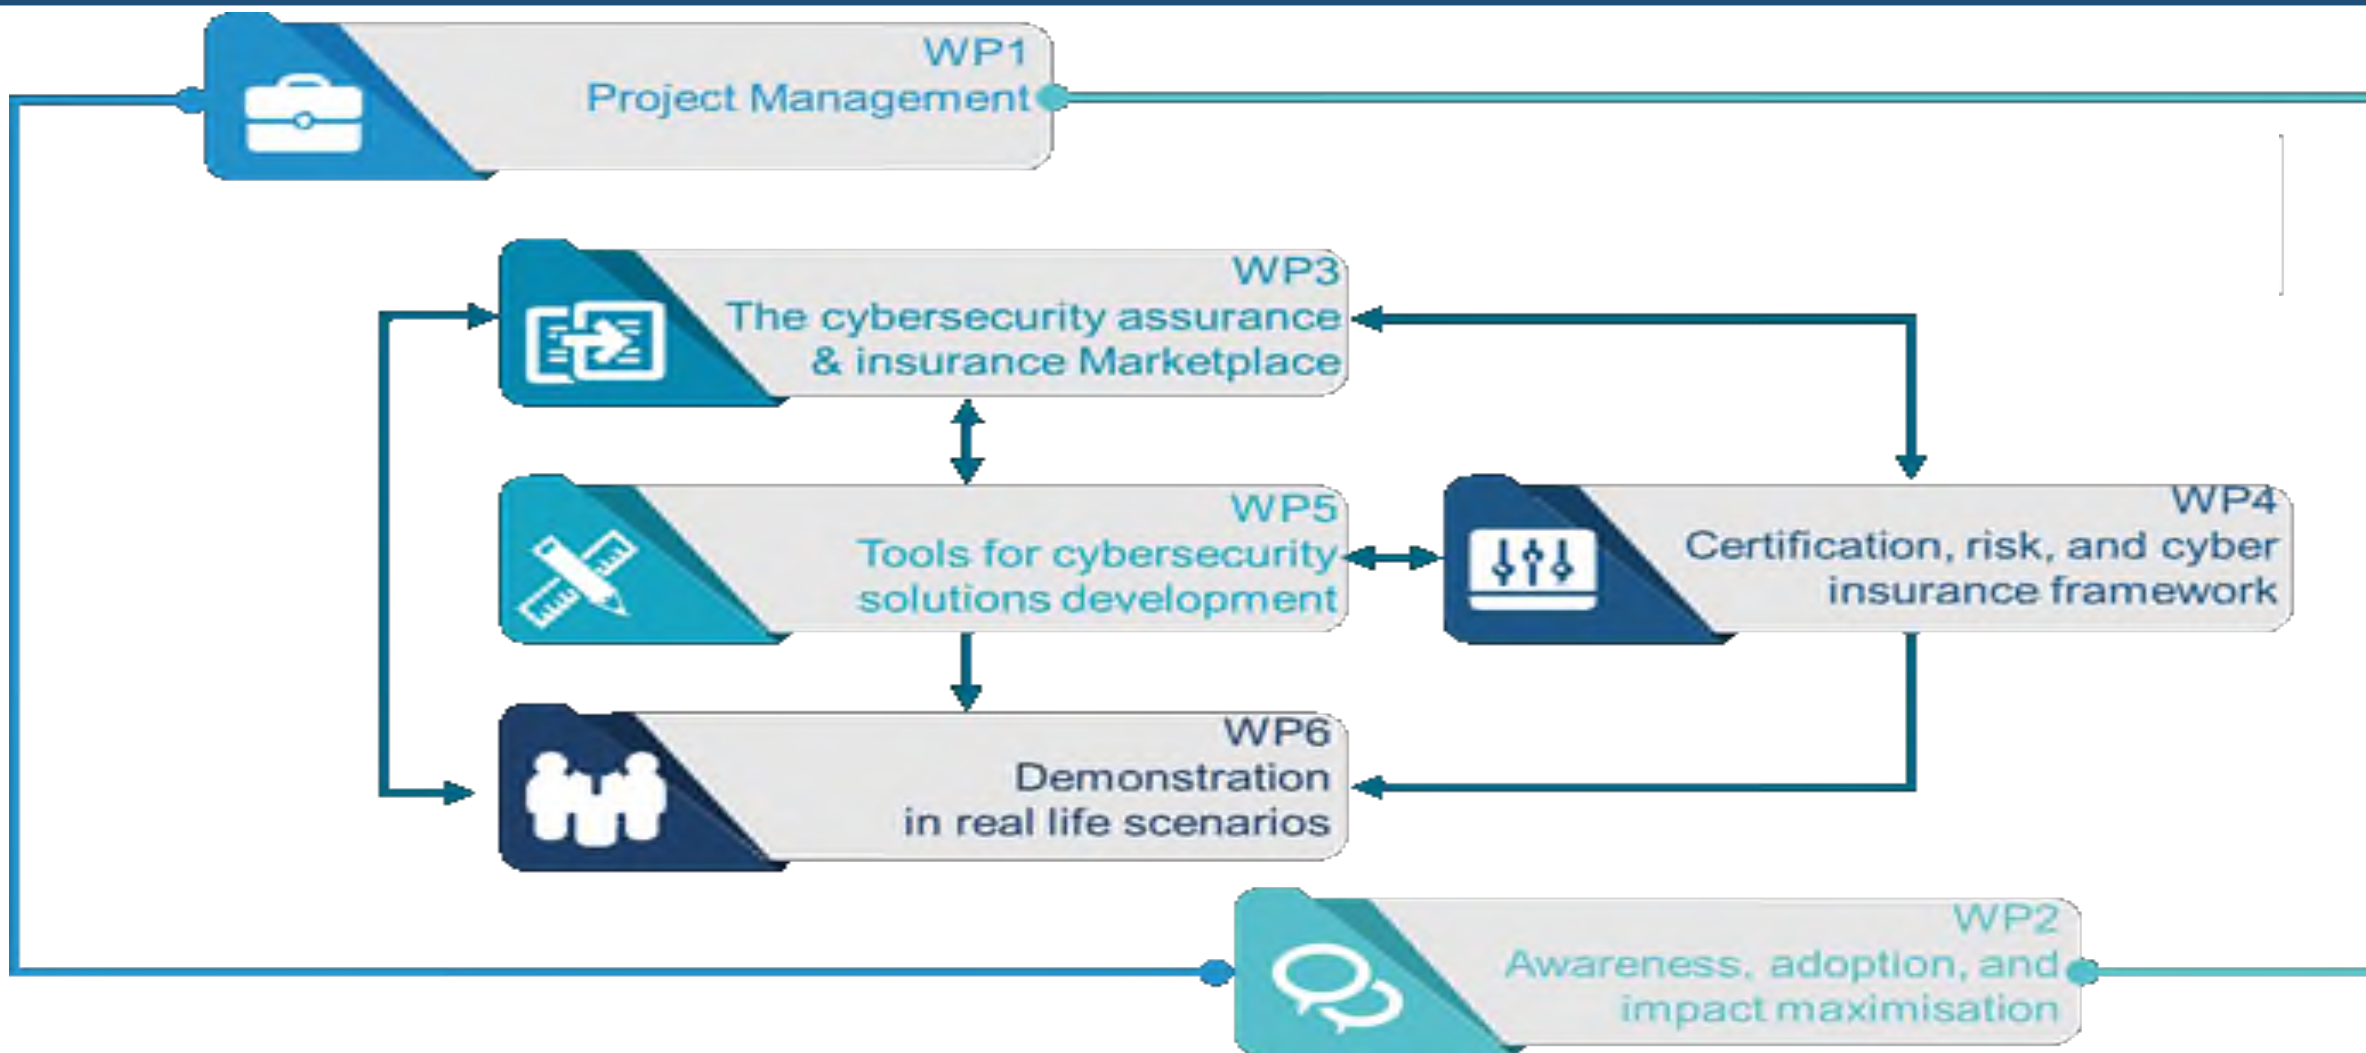 WP1
Project Management
WP3
The cybersecurity assurance
& insurance Marketplace
WP5
Tools for cybersecurity
solutions development
WP4
Certification, risk, and cyber
insurance framework
WP6
Demonstration
in real life scenarios
WP2
Awareness, adoption, and
impact maximisation